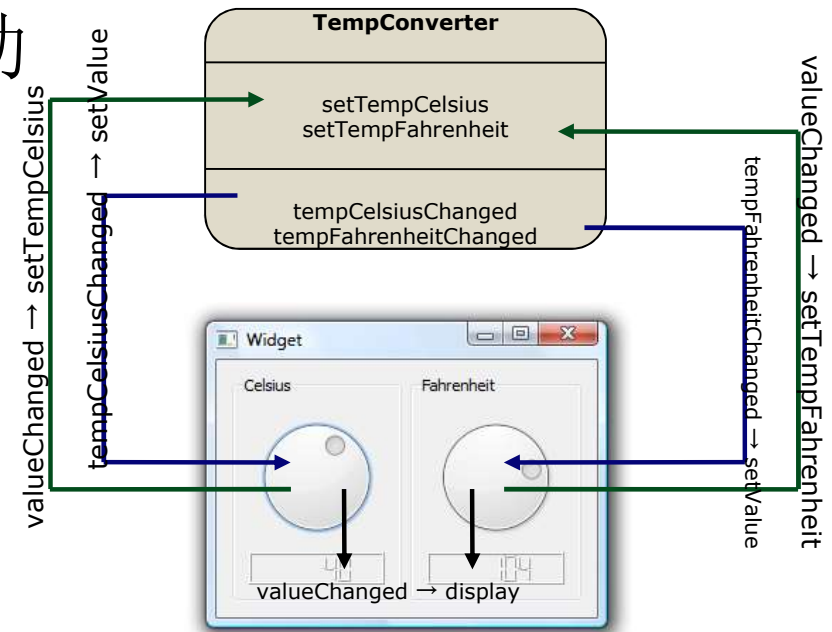 助
TempConverter
setTempCelsius
setTempFahrenheit
tempCelsiusChanged
tempFahrenheitChanged
valueChanged → setTempCelsius
tempCelsiusChanged → setValue
tempFahrenheitChanged → setValue
valueChanged → setTempFahrenheit
Widget
Celsius
Fahrenheit
40
104
valueChanged → display